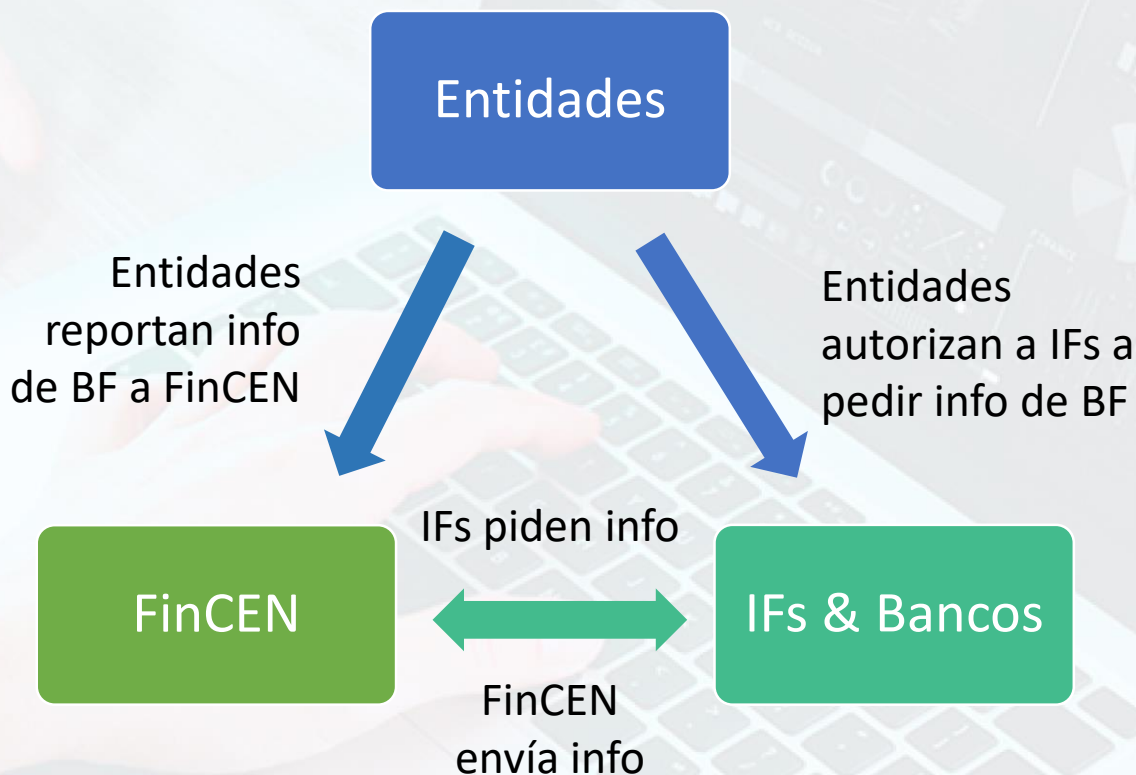 Entidades
Entidades
reportan info
de BF a FinCEN
Entidades
autorizan a IFs a
pedir info de BF
IFs piden info
FinCEN
IFs & Bancos
FinCEN
envía info